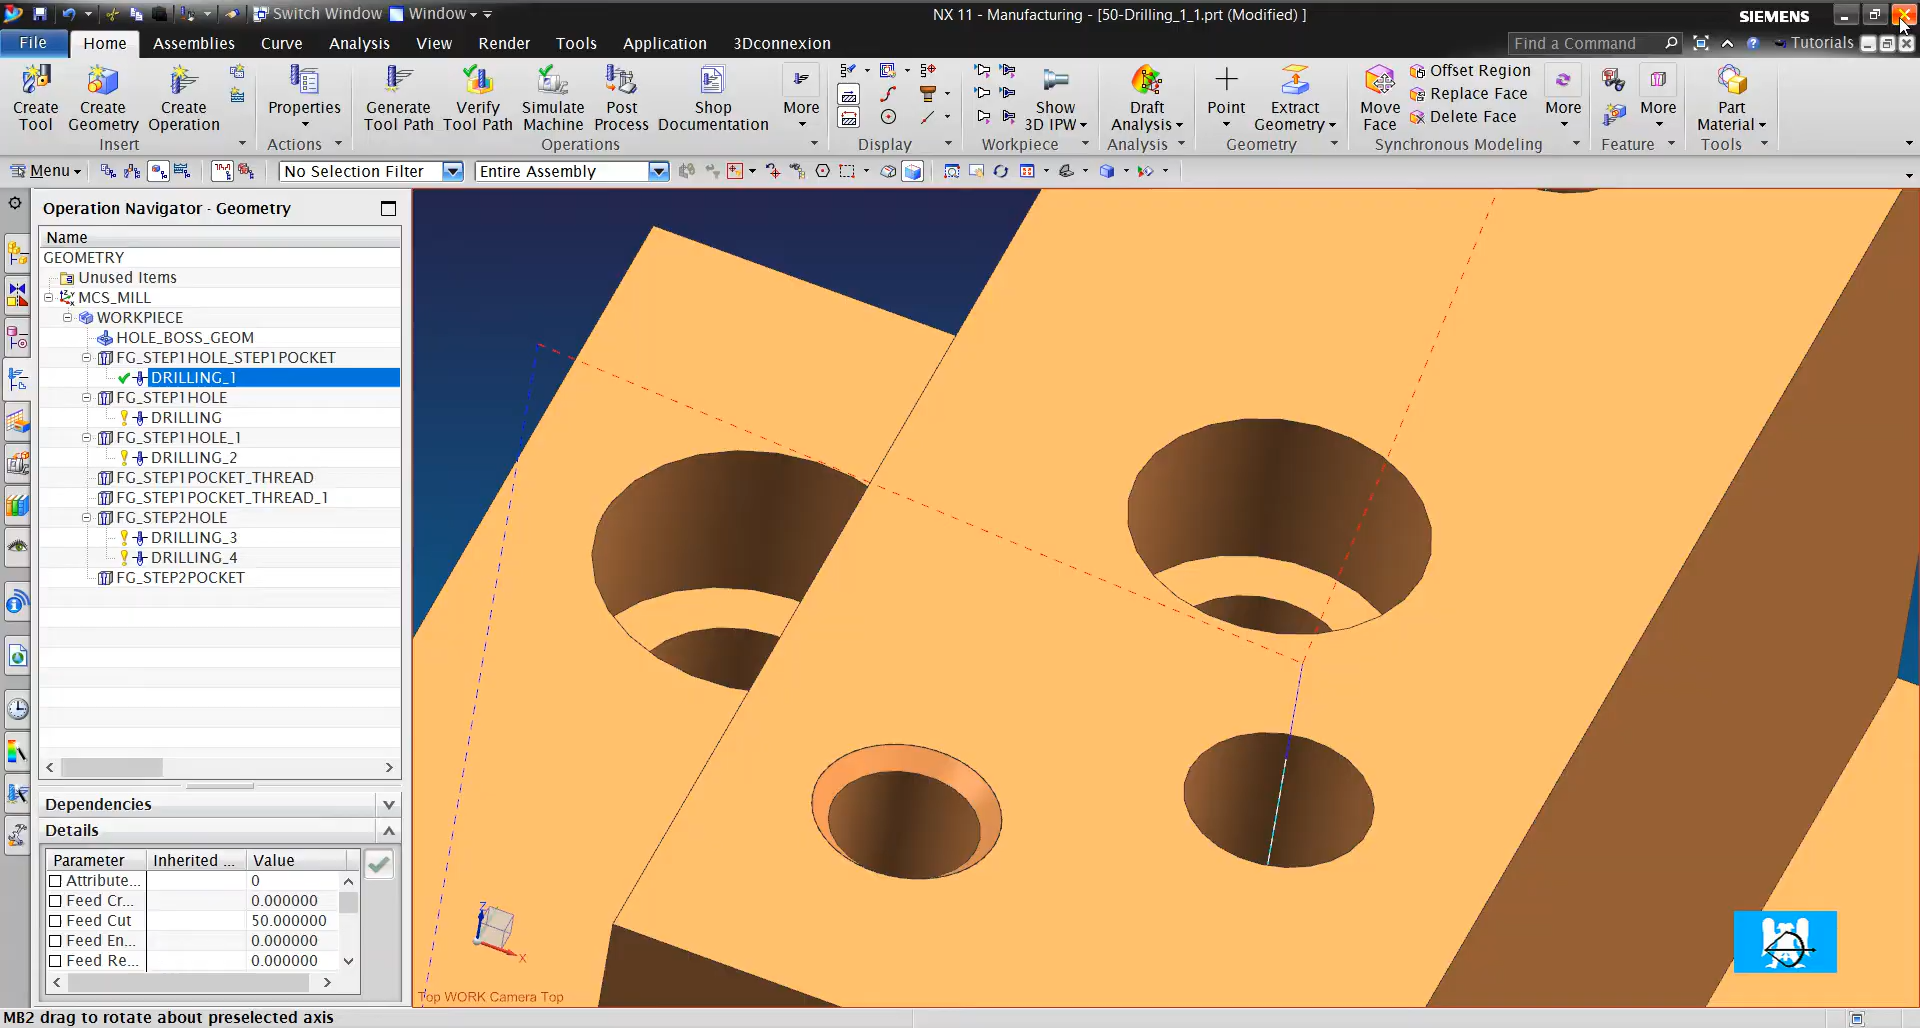 Switch Window
Window
NX 11 - Manufacturing - [50-Drilling_1_1.prt (Modified) ]
SIEMENS
File
Home
Assemblies
Curve
Analysis
View
Render
Tools
Application
3Dconnexion
Find a Command
Tutorials
Create Tool
Create Geometry
Create Operation
Properties
Generate Tool Path
Verify Tool Path
Simulate Machine
Post Process
Shop Documentation
More
Show 3D IPW
Draft Analysis
Point
Extract Geometry
Move Face
Offset Region
Replace Face
Delete Face
More
More
Part Material
Insert
Actions
Operations
Display
Workpiece
Analysis
Geometry
Synchronous Modeling
Feature
Tools
Menu
No Selection Filter
Entire Assembly
Operation Navigator - Geometry
Name
GEOMETRY
Unused Items
MCS_MILL
WORKPIECE
HOLE_BOSS_GEOM
FG_STEP1HOLE_STEP1POCKET
DRILLING_1
FG_STEP1HOLE
DRILLING
FG_STEP1HOLE_1
DRILLING_2
FG_STEP1POCKET_THREAD
FG_STEP1POCKET_THREAD_1
FG_STEP2HOLE
DRILLING_3
DRILLING_4
FG_STEP2POCKET
Dependencies
Details
Parameter Inherited ... Value
Attribute... 0
Feed Cr... 0.000000
Feed Cut 50.000000
Feed En... 0.000000
Feed Re... 0.000000
Z
X
Top WORK Camera Top
MB2 drag to rotate about preselected axis